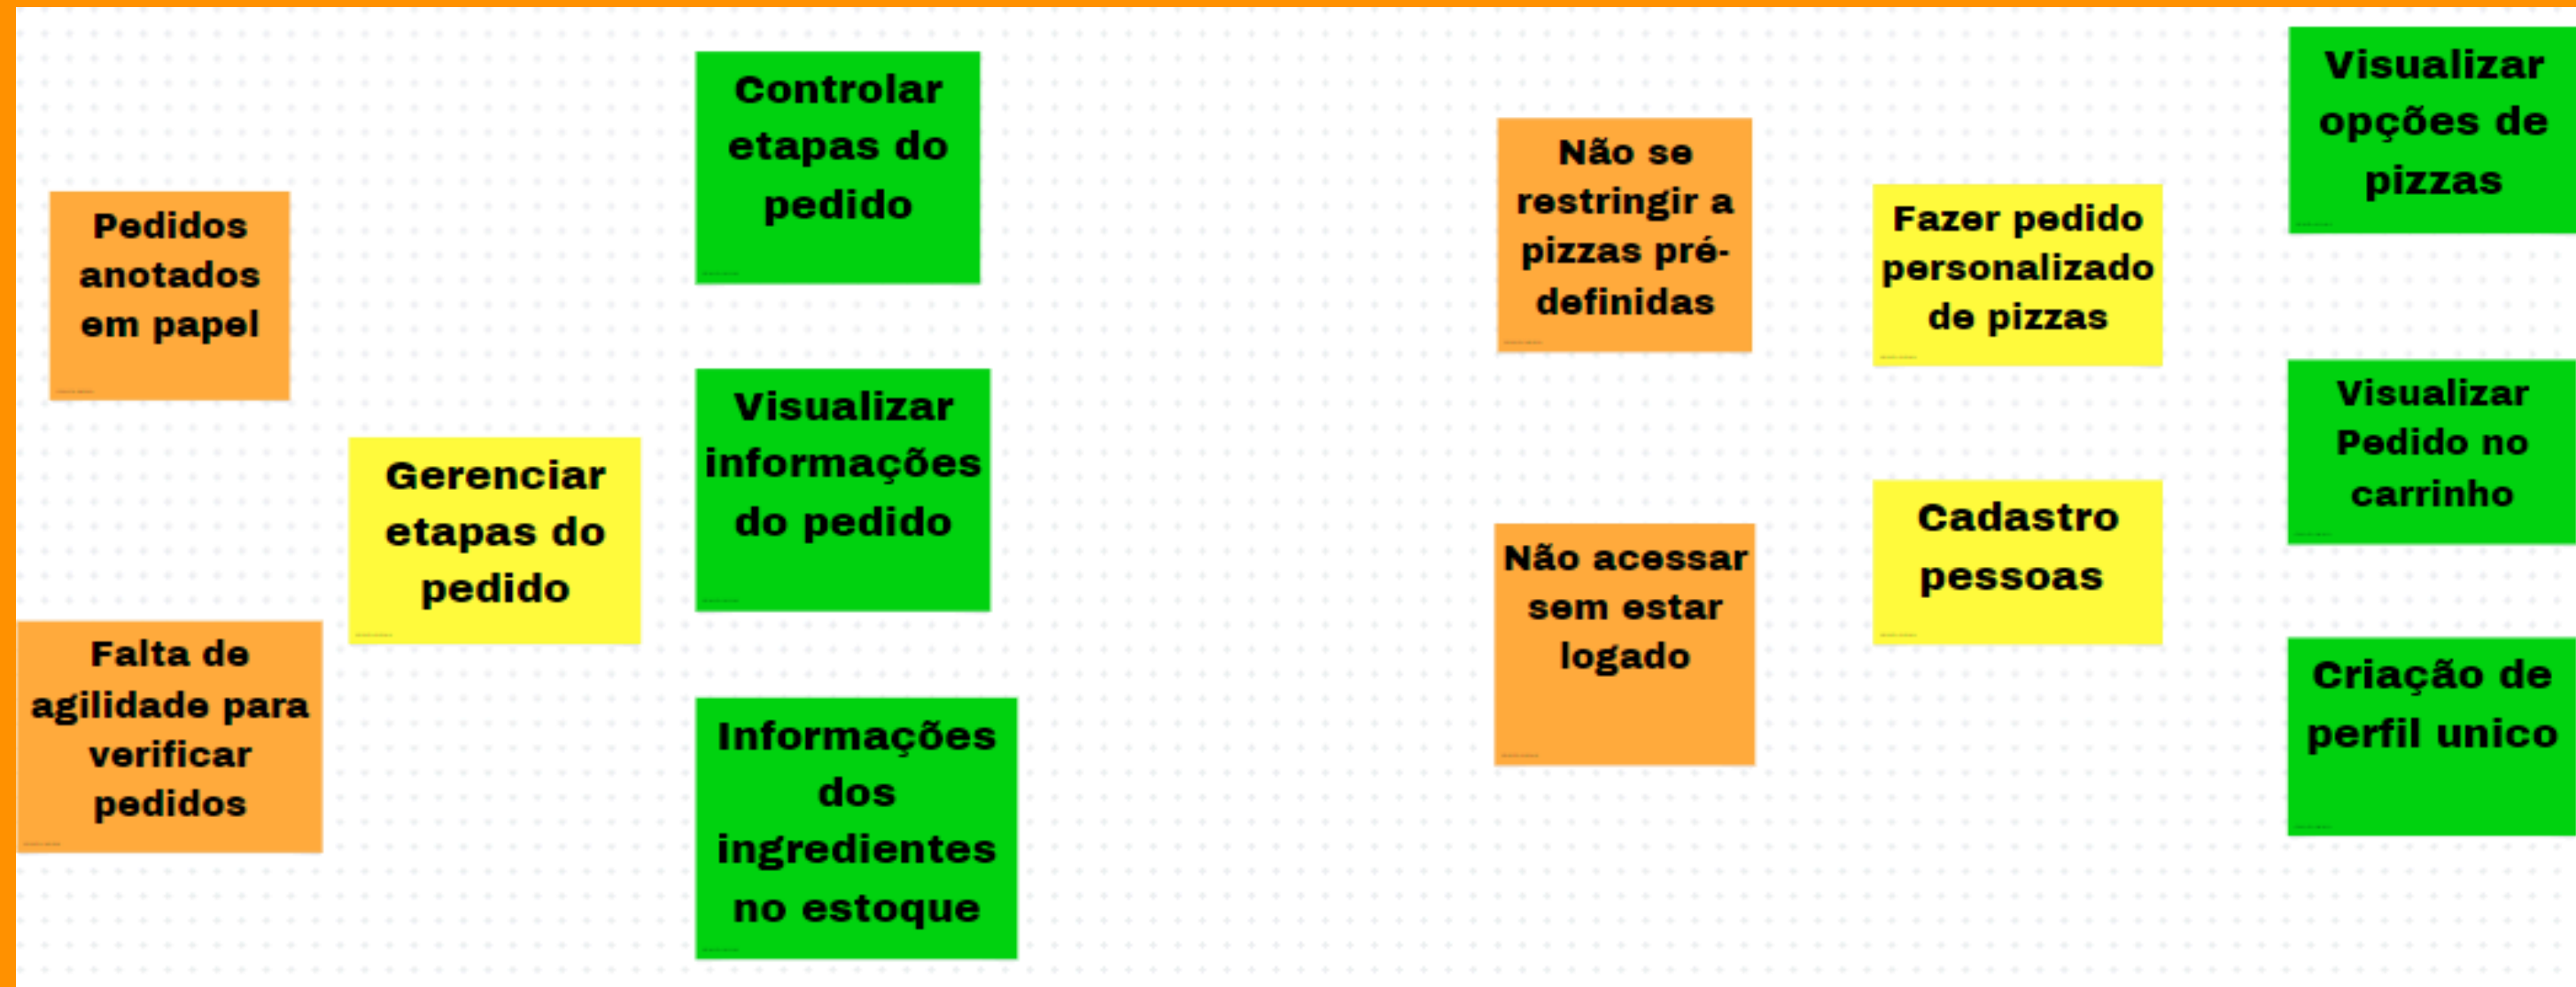 Pedidos
anotados
em papel
Falta de
agilidade para
verificar
pedidos
Gerenciar
etapas do
pedido
Controlar
etapas do
pedido
Visualizar
informações
do pedido
Informações
dos
ingredientes
no estoque
Não se
restringir a
pizzas pré-
definidas
Não acessar
sem estar
logado
Fazer pedido
personalizado
de pizzas
Cadastro
pessoas
Visualizar
opções de
pizzas
Visualizar
Pedido no
carrinho
Criação de
perfil unico